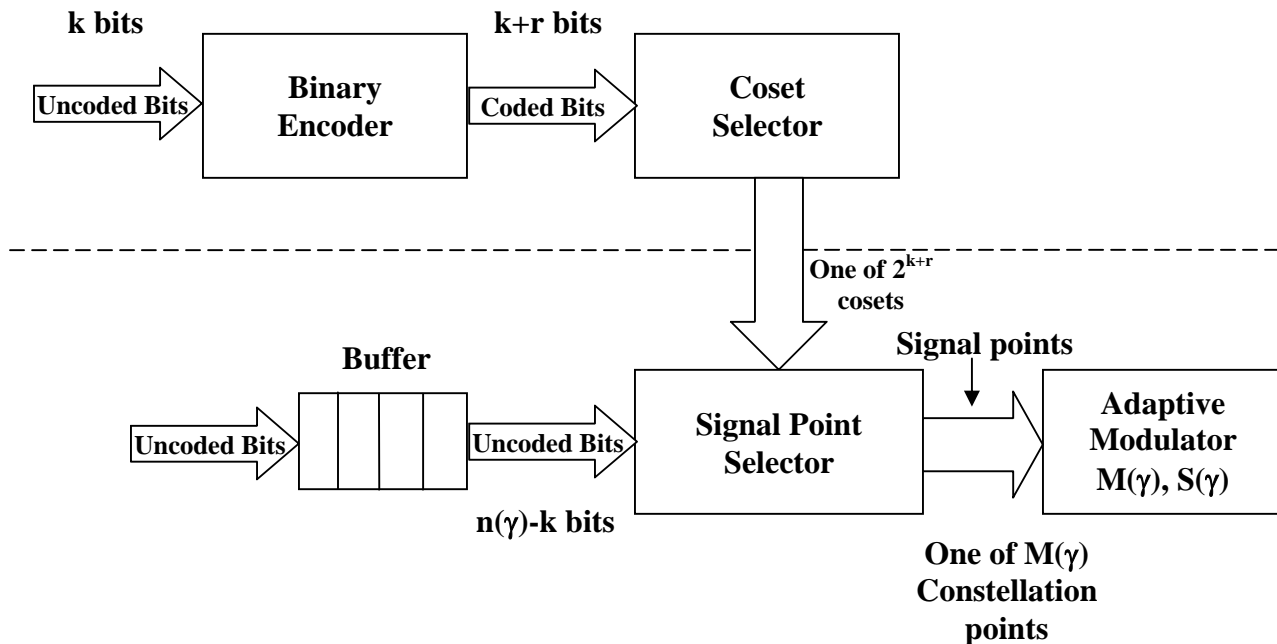 k bits
k+r bits
Uncoded Bits
Binary
Encoder
Coded Bits
Coset
Selector
One of 2^{k+r}
cosets
Buffer
Signal points
Uncoded Bits
Uncoded Bits
Signal Point
Selector
Adaptive
Modulator
M(γ), S(γ)
n(γ)-k bits
One of M(γ)
Constellation
points